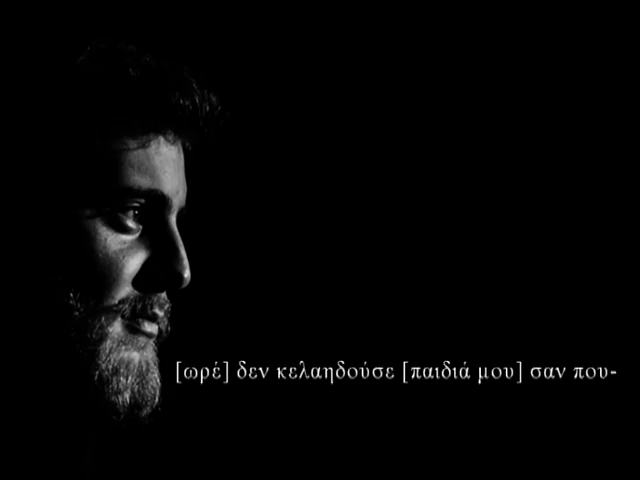 [ωρέ] δεν κελαηδούσε [παιδιά μου] σαν που-